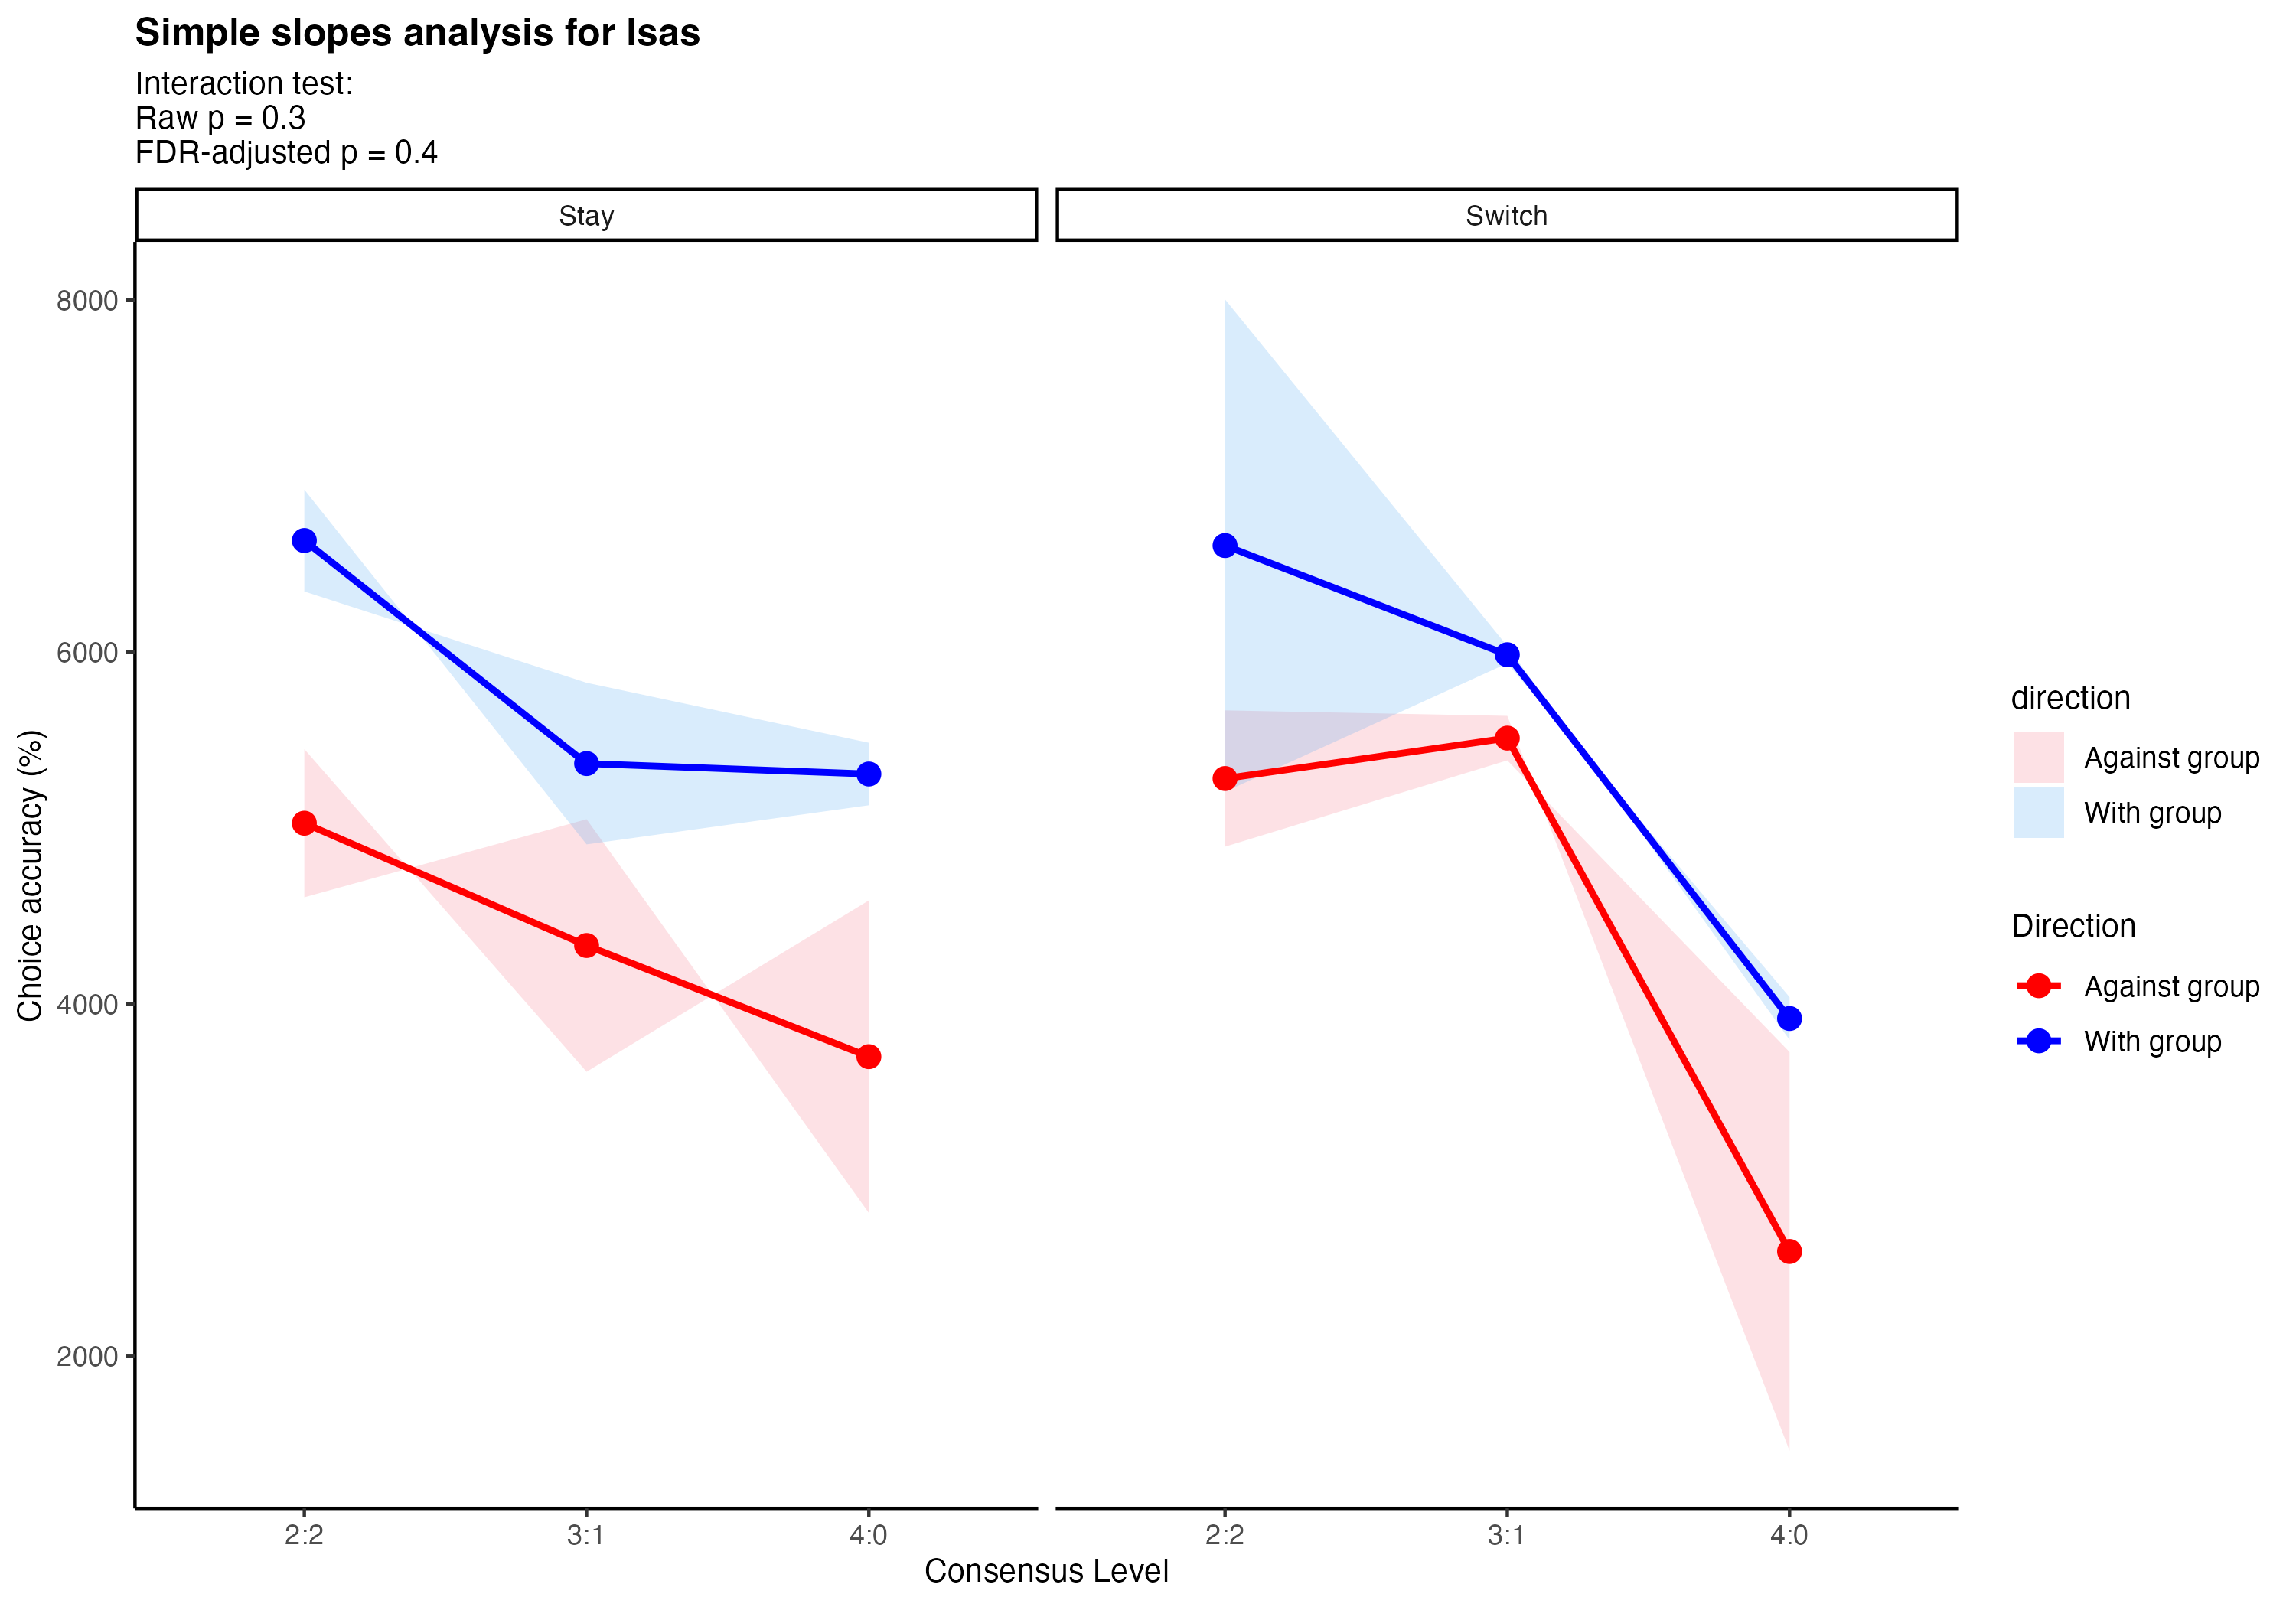 Simple slopes analysis for lsas
Interaction test:
Raw p = 0.3
FDR-adjusted p = 0.4
Stay
Switch
8000
6000
4000
2000
Choice accuracy (%)
2:2
3:1
4:0
2:2
3:1
4:0
Consensus Level
direction
Against group
With group
Direction
Against group
With group